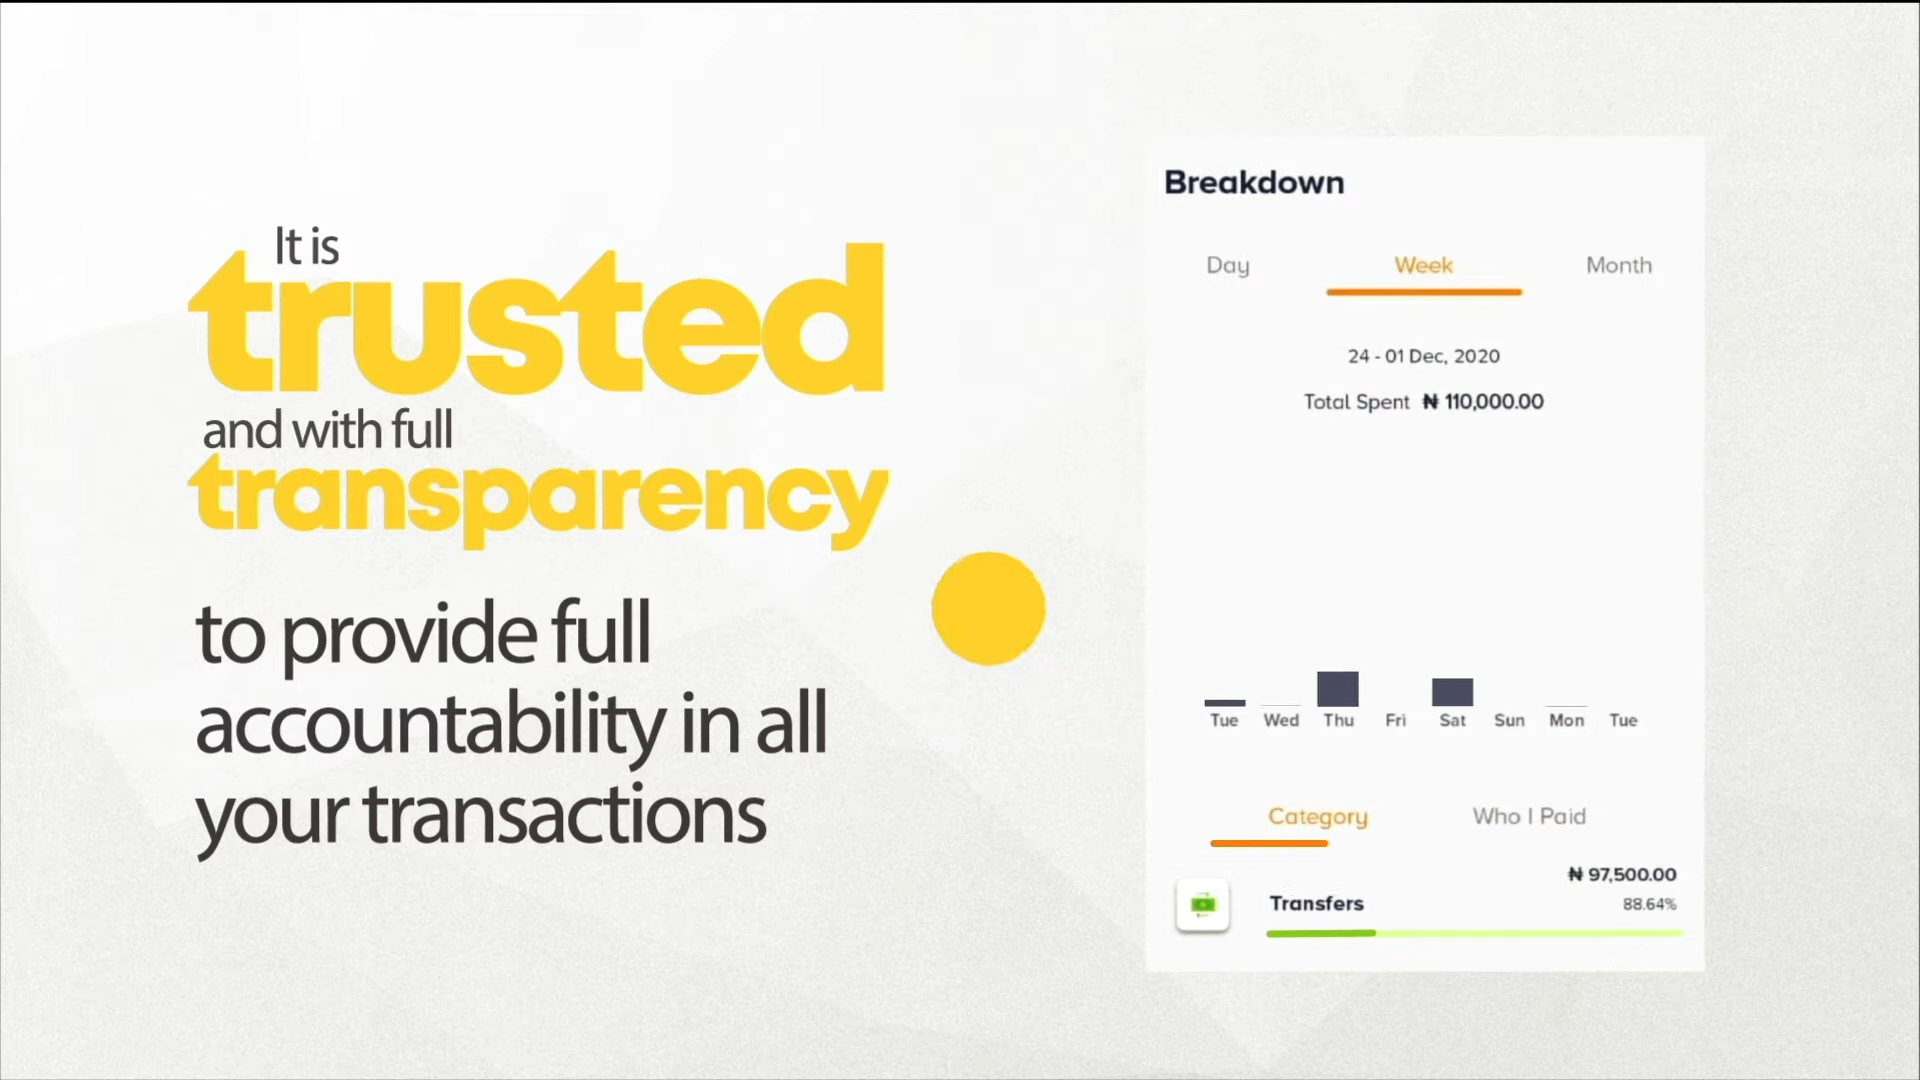 It is
trusted
and with full
transparency
to provide full
accountability in all
your transactions
Breakdown
Day Week Month
24 - 01 Dec, 2020
Total Spent ₦ 110,000.00
Tue Wed Thu Fri Sat Sun Mon Tue
Category Who I Paid
₦ 97,500.00
Transfers 88.64%